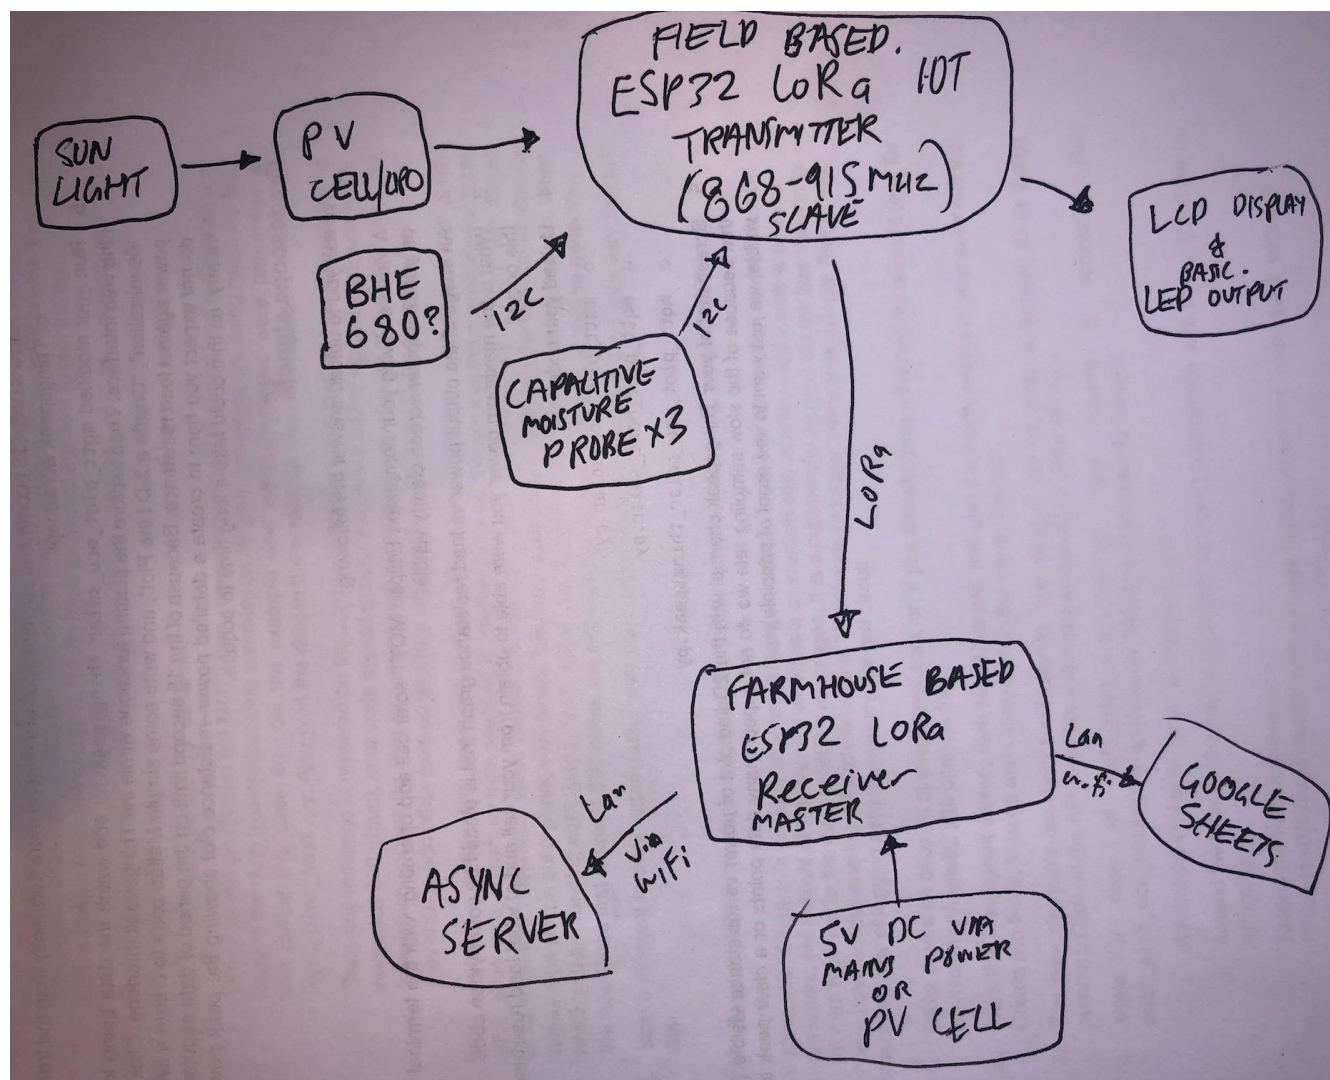 FIELD BASED.
ESP32 LoRa IOT
TRANSMITTER
(868-915MHz)
SLAVE
SUN
LIGHT
PV
CELL/
LCD DISPLAY
&
BASIC.
LED OUTPUT
BHE
680?
I2C
I2C
CAPACITIVE
MOISTURE
PROBE X3
LORa
FARMHOUSE BASED
ESP32 LoRa
Receiver
MASTER
Lan
wifi
GOOGLE
SHEETS.
Lan
Via
WIFi
ASYNC
SERVER
5V DC VIA
MAINS POWER
OR
PV CELL